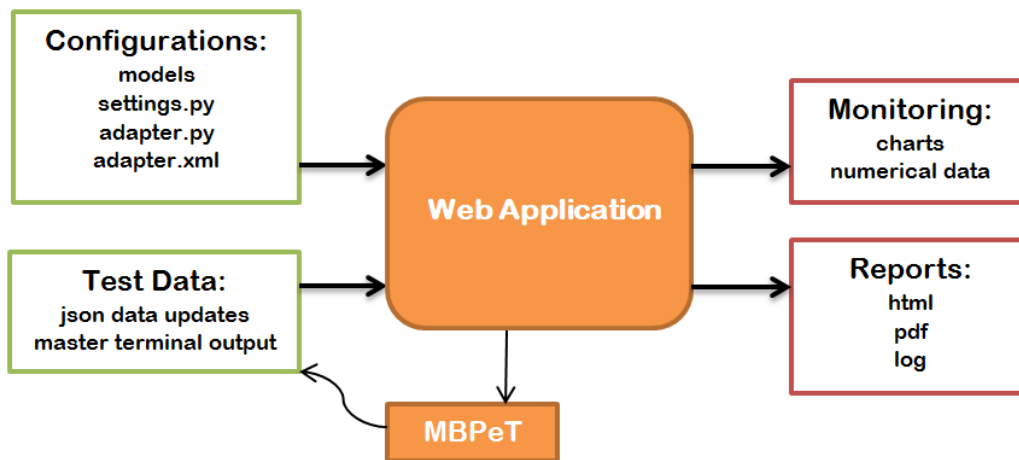 Configurations:
models
settings.py
adapter.py
adapter.xml
Test Data:
json data updates
master terminal output
Web Application
MBPeT
Monitoring:
charts
numerical data
Reports:
html
pdf
log